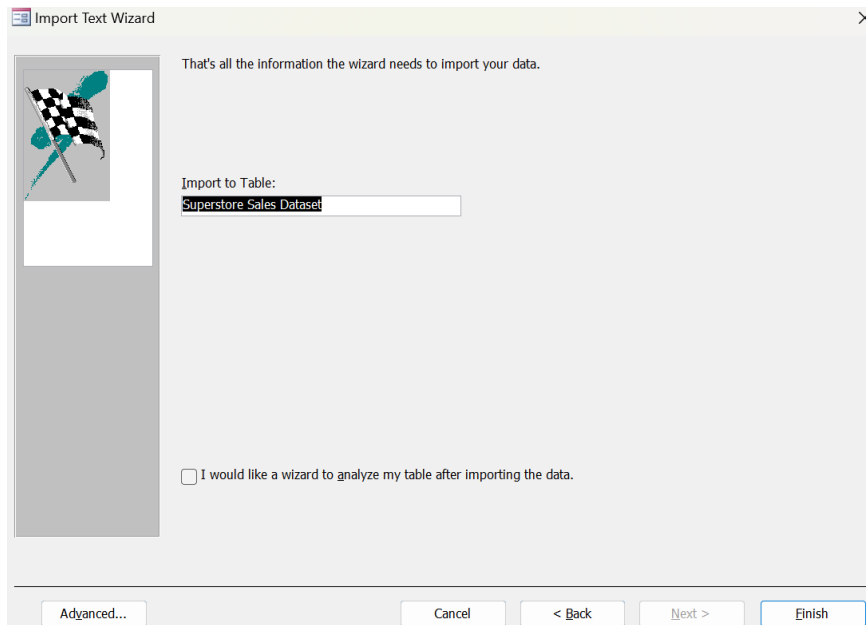 Import Text Wizard
That's all the information the wizard needs to import your data.
Import to Table:
Superstore Sales Dataset
I would like a wizard to analyze my table after importing the data.
Advanced... Cancel < Back Next > Finish